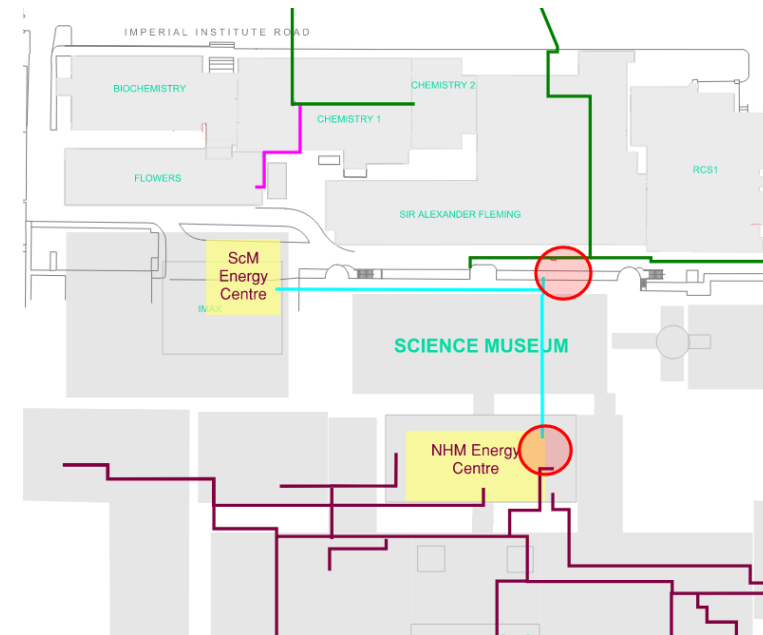 IMPERIAL INSTITUTE ROAD
BIOCHEMISTRY
CHEMISTRY 2
CHEMISTRY 1
RCS1
FLOWERS
SIR ALEXANDER FLEMING
ScM
Energy
Centre
IMAX
SCIENCE MUSEUM
NHM Energy
Centre